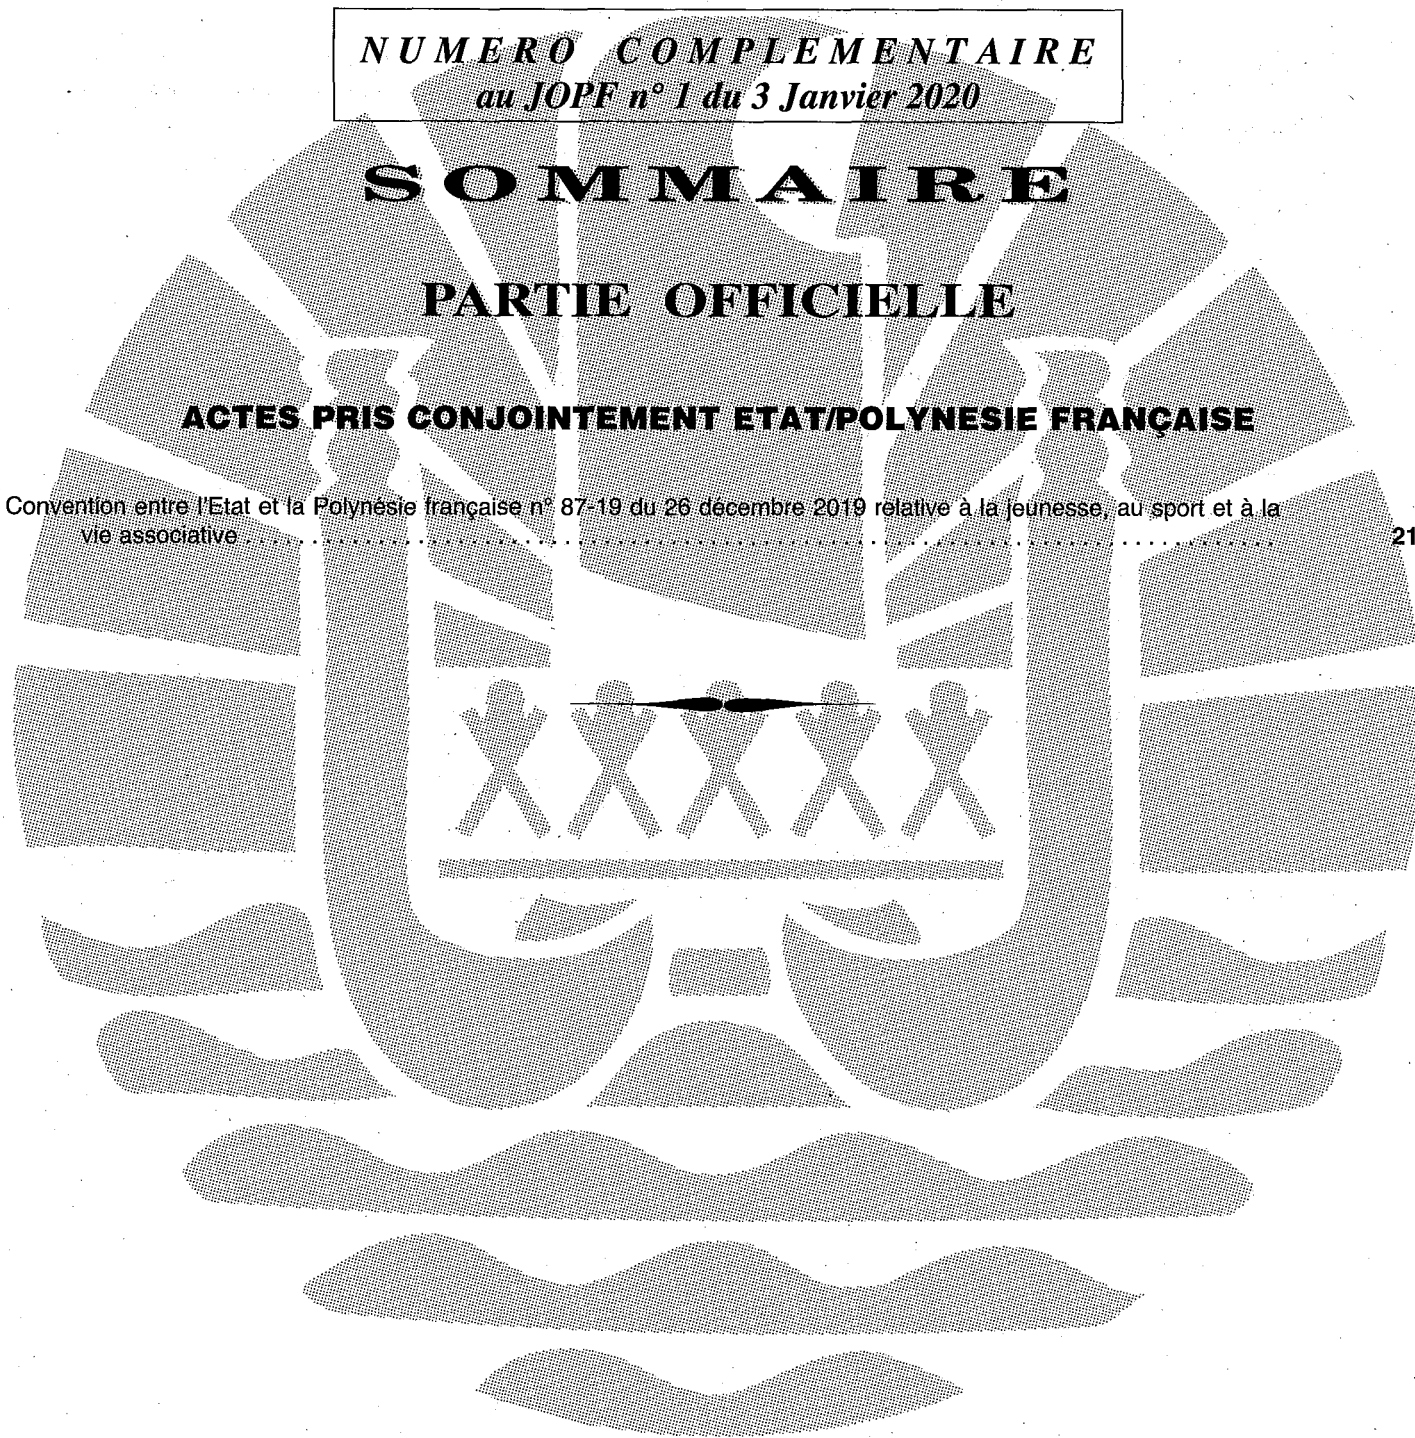 NUMERO COMPLEMENTAIRE
au JOPF n° 1 du 3 Janvier 2020
SOMMAIRE
PARTIE OFFICIELLE
ACTES PRIS CONJOINTEMENT ETAT/POLYNESIE FRANÇAISE
Convention entre l'Etat et la Polynésie française n° 87-19 du 26 décembre 2019 relative à la jeunesse, au sport et à la
vie associative . . . . . . . . . . . . . . . . . . . . . . . . . . . . . . . . . . . . . . . . 21